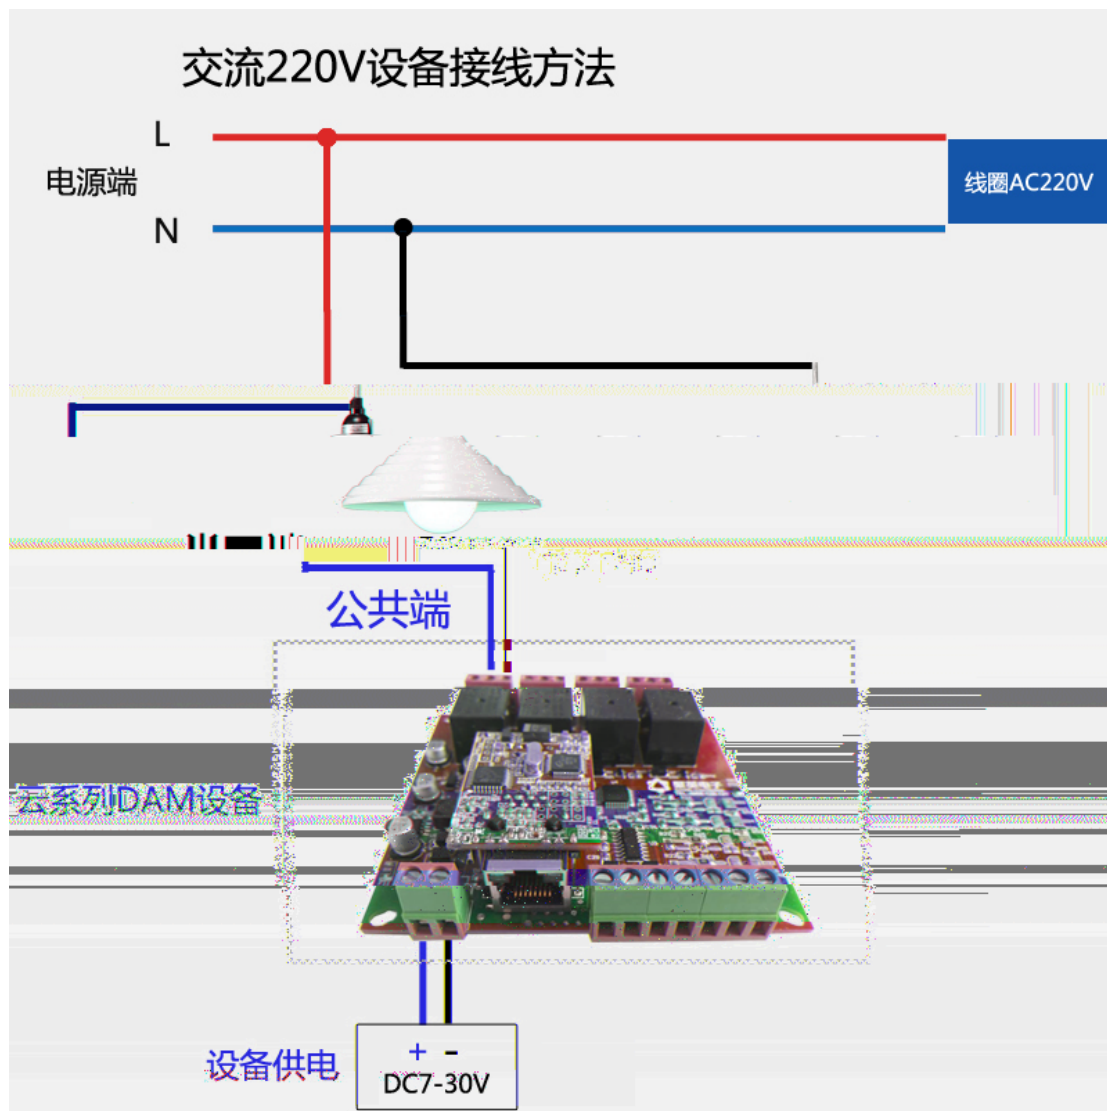 交流220V设备接线方法
L
电源端
线圈AC220V
N
公共端
云系列DAM设备
设备供电
+ -
DC7-30V